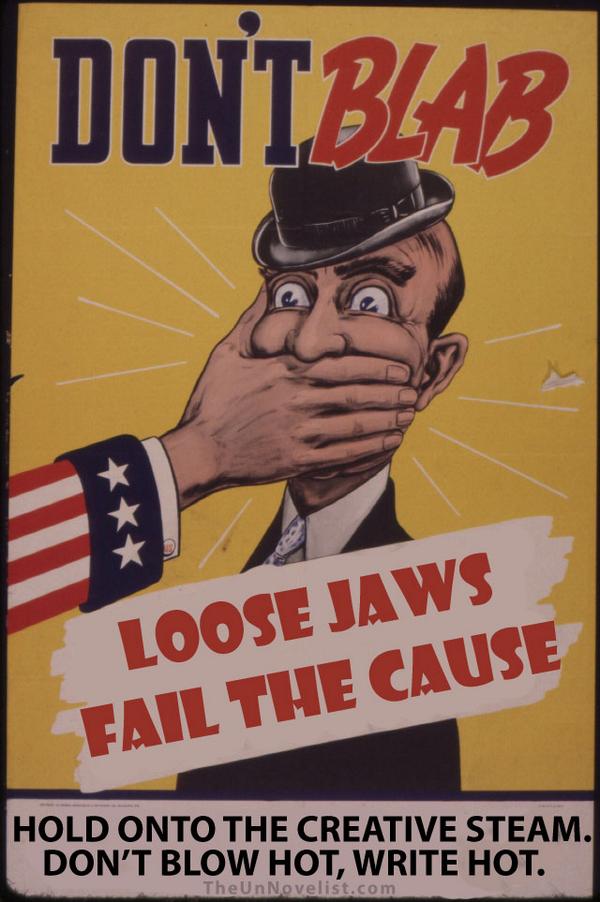 DON'T BLAB
LOOSE JAWS
FAIL THE CAUSE
HOLD ONTO THE CREATIVE STEAM.
DON'T BLOW HOT, WRITE HOT.
TheUnNovelist.com